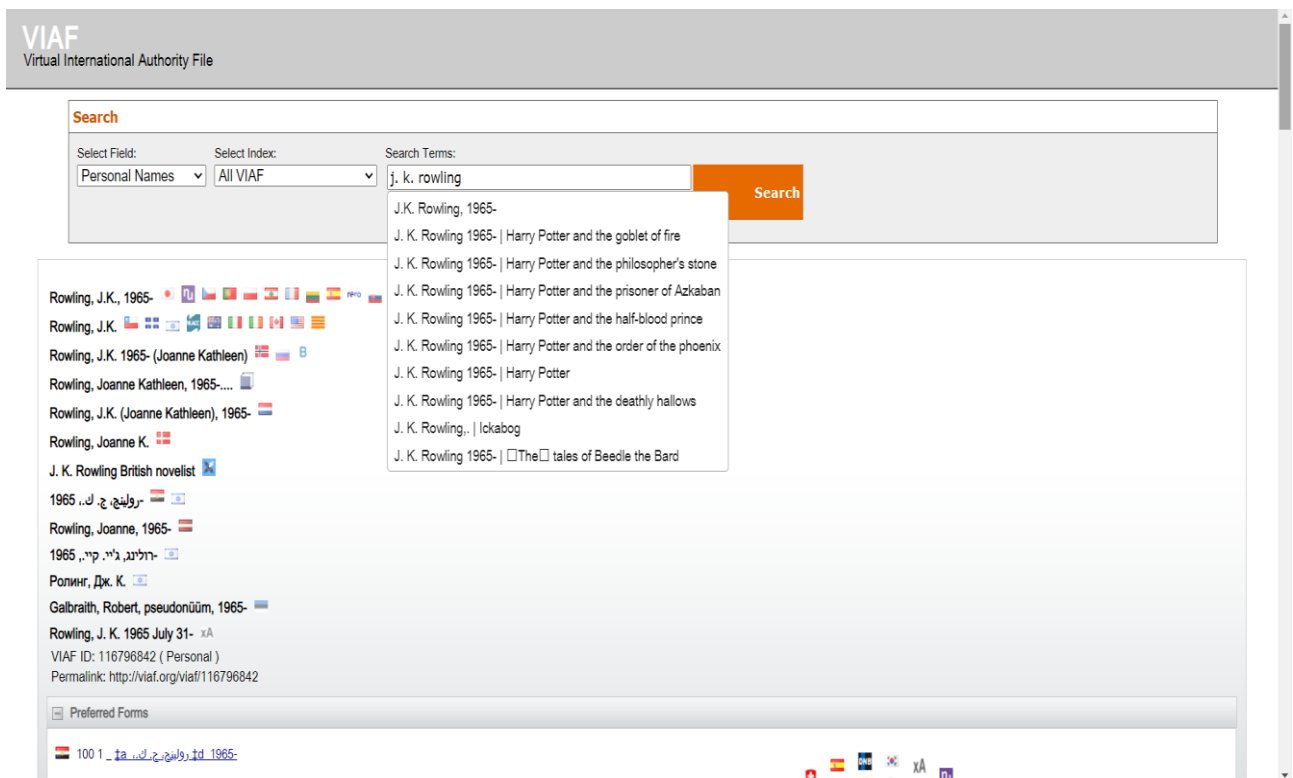 VIAF
Virtual International Authority File
Search
Select Field: Select Index: Search Terms:
Personal Names All VIAF j. k. rowling Search
J.K. Rowling, 1965-
J. K. Rowling 1965- | Harry Potter and the goblet of fire
J. K. Rowling 1965- | Harry Potter and the philosopher's stone
J. K. Rowling 1965- | Harry Potter and the prisoner of Azkaban
J. K. Rowling 1965- | Harry Potter and the half-blood prince
J. K. Rowling 1965- | Harry Potter and the order of the phoenix
J. K. Rowling 1965- | Harry Potter
J. K. Rowling 1965- | Harry Potter and the deathly hallows
J. K. Rowling,. | Ickabog
J. K. Rowling 1965- | □The□ tales of Beedle the Bard
Rowling, J.K., 1965-
Rowling, J.K.
Rowling, J.K. 1965- (Joanne Kathleen) B
Rowling, Joanne Kathleen, 1965-....
Rowling, J.K. (Joanne Kathleen), 1965-
Rowling, Joanne K.
J. K. Rowling British novelist
رولينج، ج. ك.، 1965-
Rowling, Joanne, 1965-
רולינג, ג'יי. קיי., 1965-
Ролинг, Дж. К.
Galbraith, Robert, pseudonüüm, 1965-
Rowling, J. K. 1965 July 31- xA
VIAF ID: 116796842 ( Personal )
Permalink: http://viaf.org/viaf/116796842
Preferred Forms
100 1 _ ‡a رولينج، ج. ك.، ‡d 1965-
DNB xA